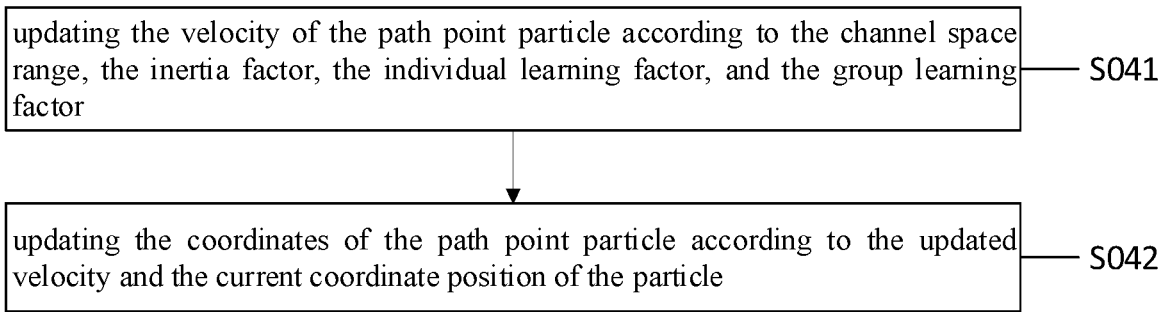 updating the velocity of the path point particle according to the channel space
range, the inertia factor, the individual learning factor, and the group learning
factor
S041
updating the coordinates of the path point particle according to the updated
velocity and the current coordinate position of the particle
S042